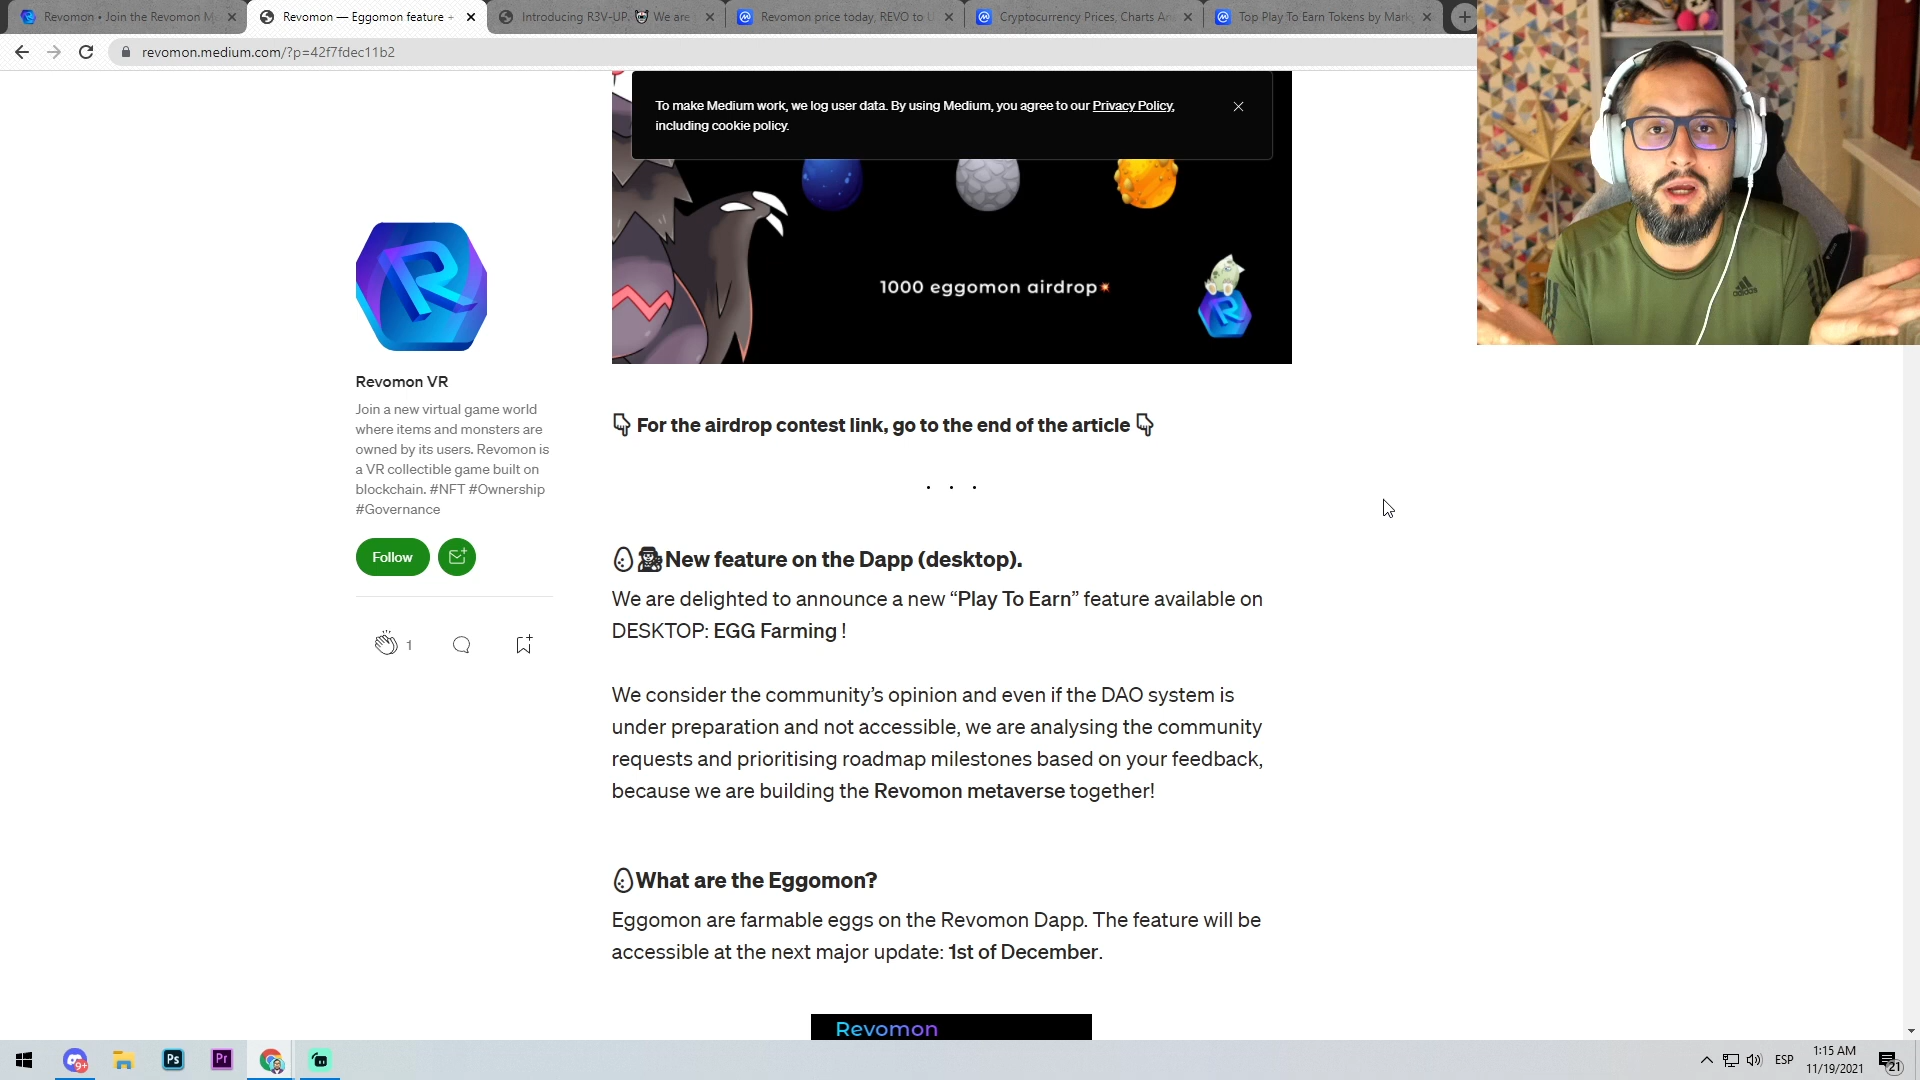 Revomon • Join the Revomon M
Revomon — Eggomon feature +
Introducing R3V-UP. We are
Revomon price today, REVO to U
Cryptocurrency Prices, Charts An
Top Play To Earn Tokens by Mark
revomon.medium.com/?p=42f7fdec11b2
To make Medium work, we log user data. By using Medium, you agree to our Privacy Policy,
including cookie policy.
1000 eggomon airdrop
Revomon VR
Join a new virtual game world
where items and monsters are
owned by its users. Revomon is
a VR collectible game built on
blockchain. #NFT #Ownership
#Governance
Follow
1
For the airdrop contest link, go to the end of the article
. . .
New feature on the Dapp (desktop).
We are delighted to announce a new “Play To Earn” feature available on
DESKTOP: EGG Farming !
We consider the community’s opinion and even if the DAO system is
under preparation and not accessible, we are analysing the community
requests and prioritising roadmap milestones based on your feedback,
because we are building the Revomon metaverse together!
What are the Eggomon?
Eggomon are farmable eggs on the Revomon Dapp. The feature will be
accessible at the next major update: 1st of December.
Revomon
adidas
9+
Ps
Pr
ESP
1:15 AM
11/19/2021
21